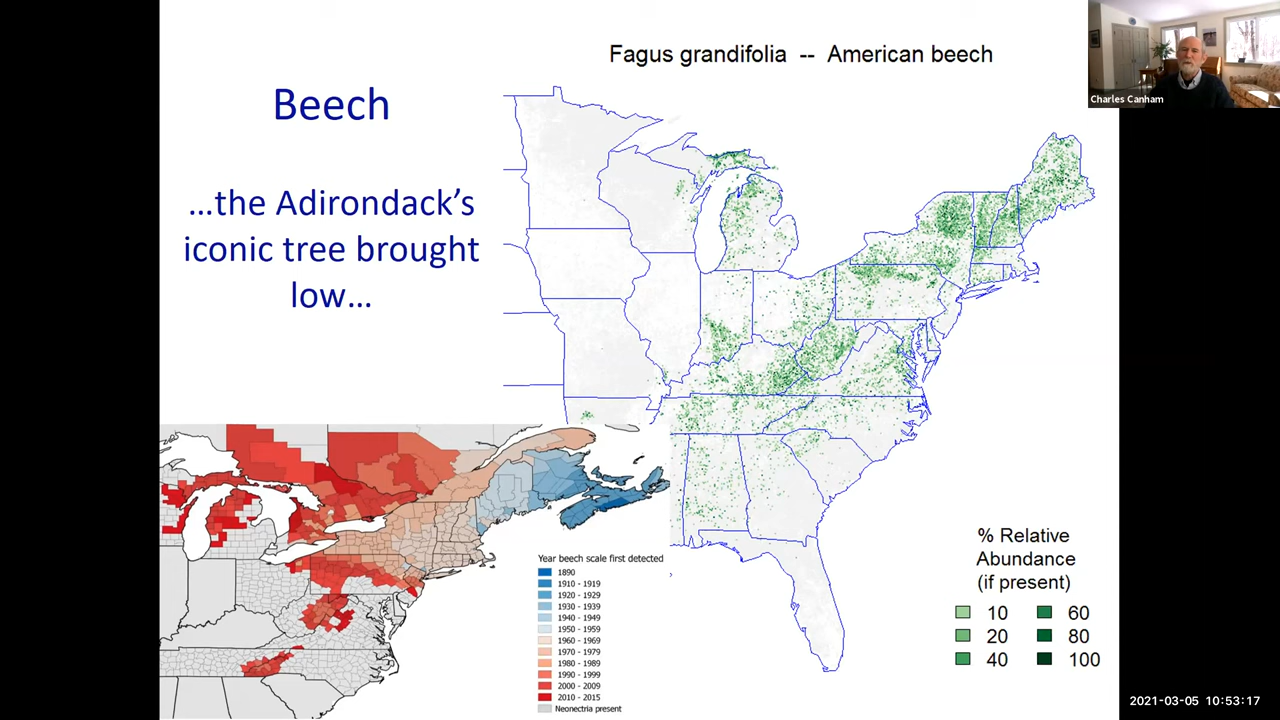 Fagus grandifolia -- American beech
Charles Canham
Beech
...the Adirondack's
iconic tree brought
low...
Year beech scale first detected
1890
1910 - 1919
1920 - 1929
1930 - 1939
1940 - 1949
1950 - 1959
1960 - 1969
1970 - 1979
1980 - 1989
1990 - 1999
2000 - 2009
2010 - 2015
Neonectria present
% Relative
Abundance
(if present)
10 60
20 80
40 100
2021-03-05 10:53:17